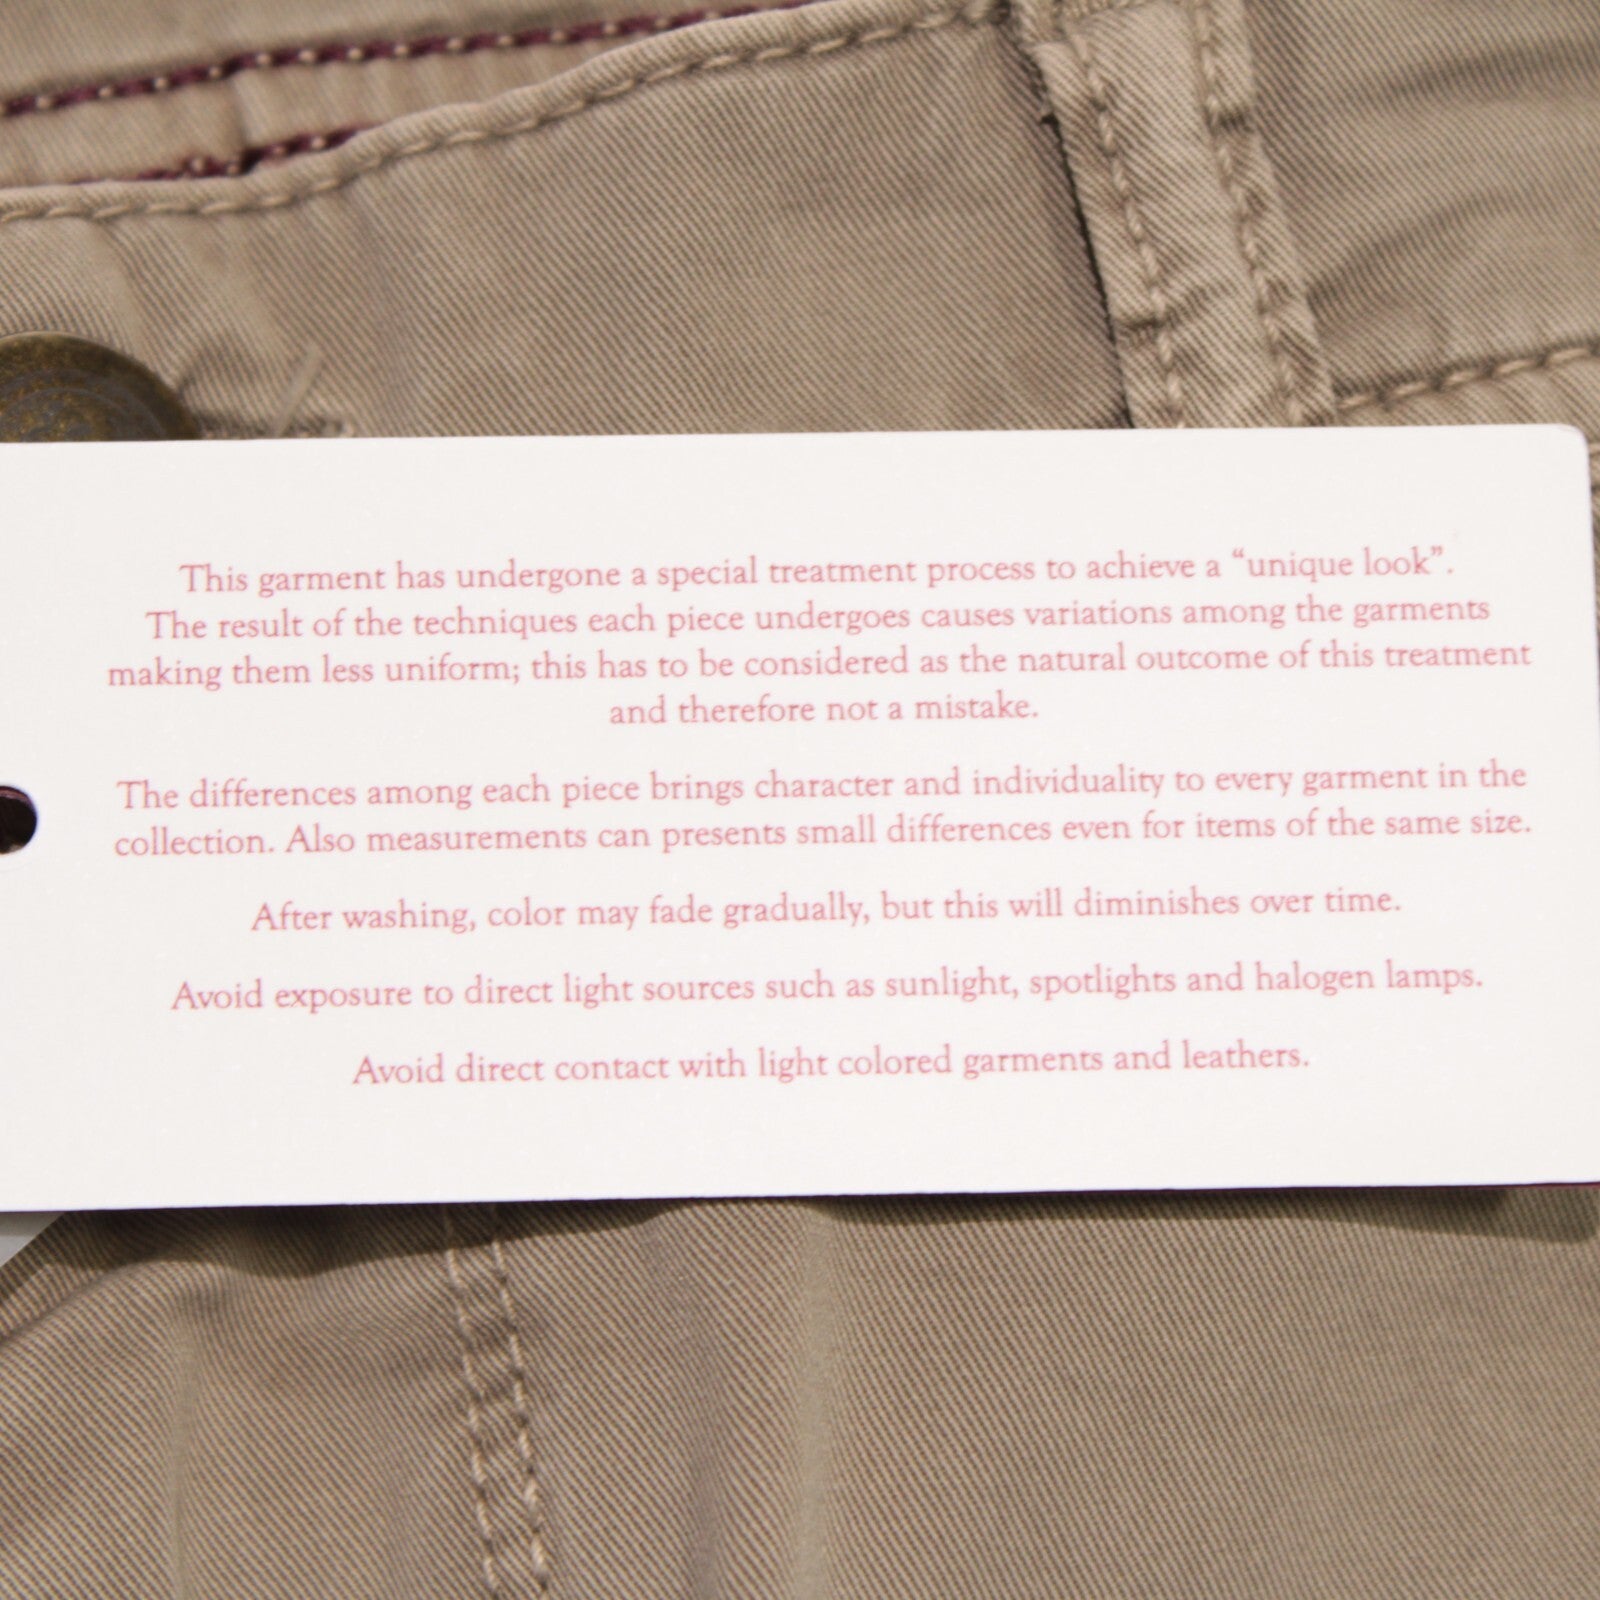 This garment has undergone a special treatment process to achieve a “unique look”.
The result of the techniques each piece undergoes causes variations among the garments
making them less uniform; this has to be considered as the natural outcome of this treatment
and therefore not a mistake.
The differences among each piece brings character and individuality to every garment in the
collection. Also measurements can presents small differences even for items of the same size.
After washing, color may fade gradually, but this will diminishes over time.
Avoid exposure to direct light sources such as sunlight, spotlights and halogen lamps.
Avoid direct contact with light colored garments and leathers.